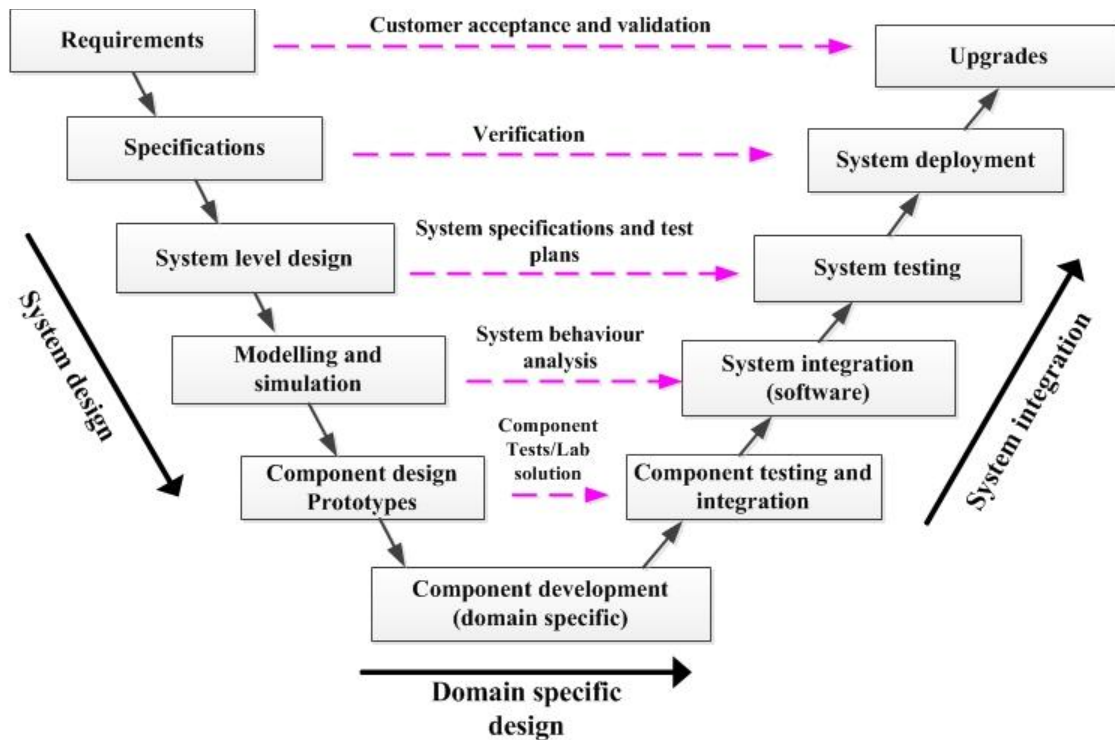 Requirements
Customer acceptance and validation
Upgrades
Specifications
Verification
System deployment
System level design
System specifications and test
plans
System testing
Modelling and
simulation
System behaviour
analysis
System integration
(software)
Component design
Prototypes
Component
Tests/Lab
solution
Component testing and
integration
Component development
(domain specific)
System design
Domain specific
design
System integration